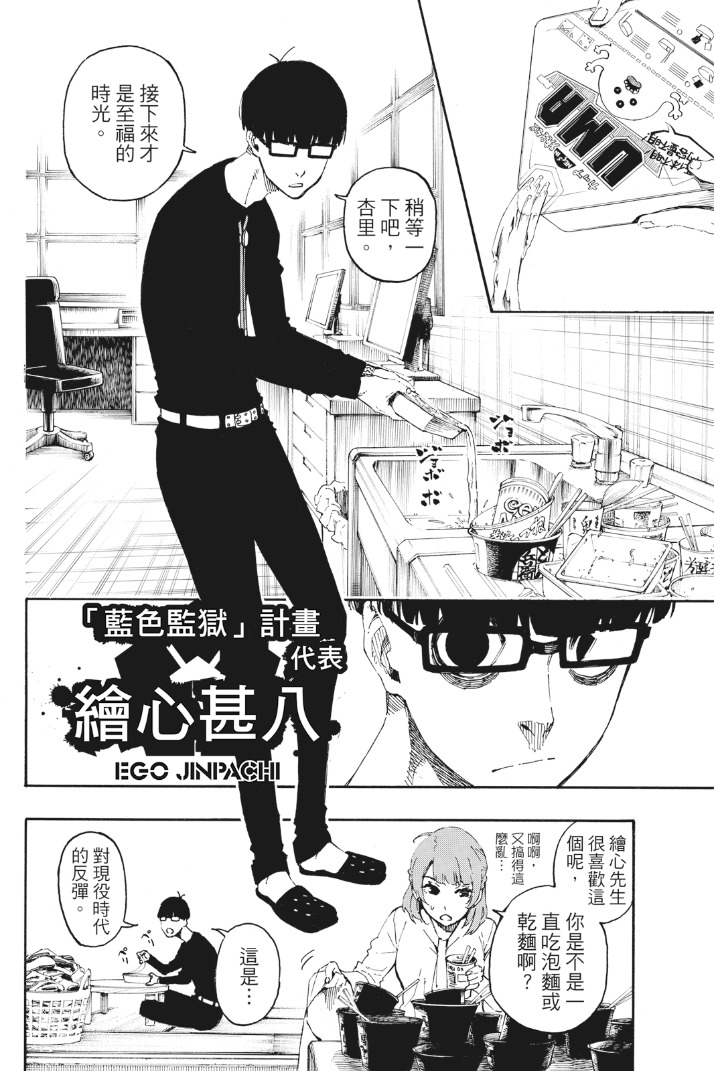 UMA
稍等一
下吧，
杏里。
接下來才
是至福的
時光。
ジョボ
ジョボ
ボ
「藍色監獄」計畫
代表
繪心甚八
EGO JINPACHI
繪心先生
很喜歡這
個呢，
你是不是一
直吃泡麵或
乾麵啊？
啊啊，
又搞得這
麼亂…
這是…
對現役時代
的反彈。